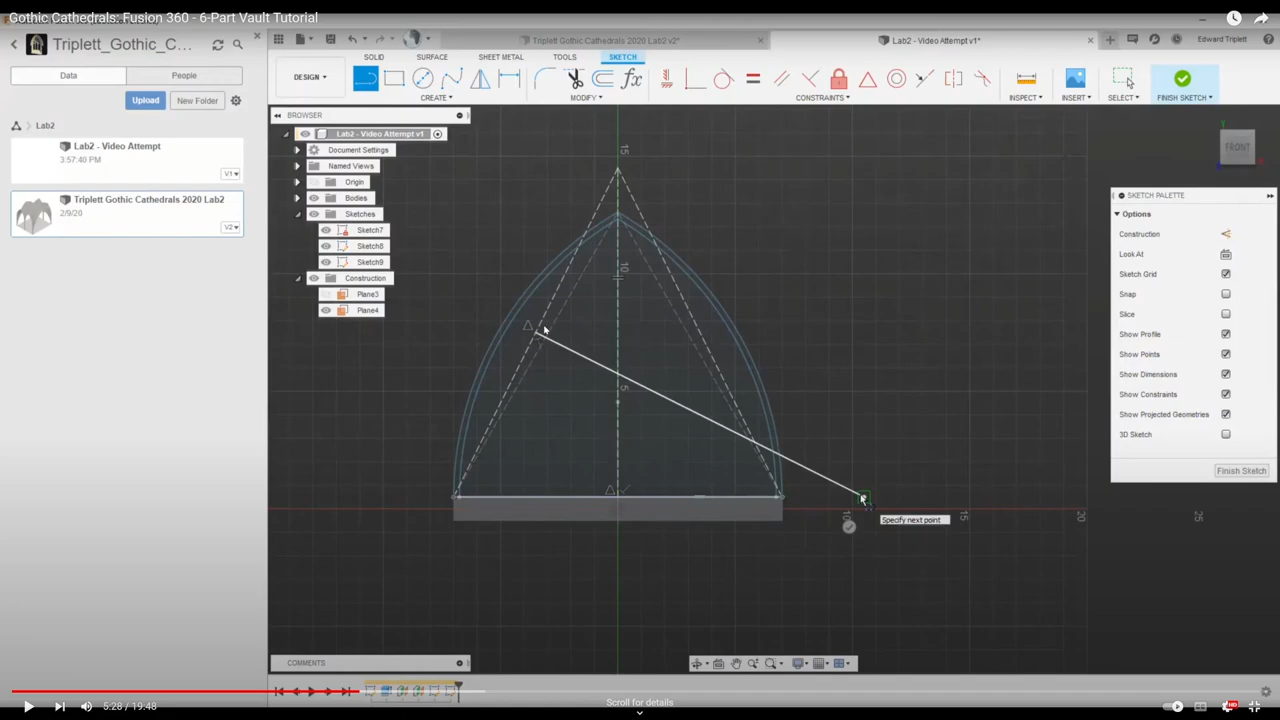 Gothic Cathedrals: Fusion 360 - 6-Part Vault Tutorial
Triplett_Gothic_C...
Data
People
Upload
New Folder
Lab2
Lab2 - Video Attempt
3:57:40 PM
V1
Triplett Gothic Cathedrals 2020 Lab2
2/9/20
V2
Triplett Gothic Cathedrals 2020 Lab2 v2*
Lab2 - Video Attempt v1*
Edward Triplett
DESIGN
SOLID
SURFACE
SHEET METAL
TOOLS
SKETCH
CREATE
MODIFY
CONSTRAINTS
INSPECT
INSERT
SELECT
FINISH SKETCH
BROWSER
Lab2 - Video Attempt v1
Document Settings
Named Views
Origin
Bodies
Sketches
Sketch7
Sketch8
Sketch9
Construction
Plane3
Plane4
15
10
5
10
15
20
25
Specify next point
FRONT
SKETCH PALETTE
Options
Construction
Look At
Sketch Grid
Snap
Slice
Show Profile
Show Points
Show Dimensions
Show Constraints
Show Projected Geometries
3D Sketch
Finish Sketch
COMMENTS
5:28 / 19:48
Scroll for details
HD